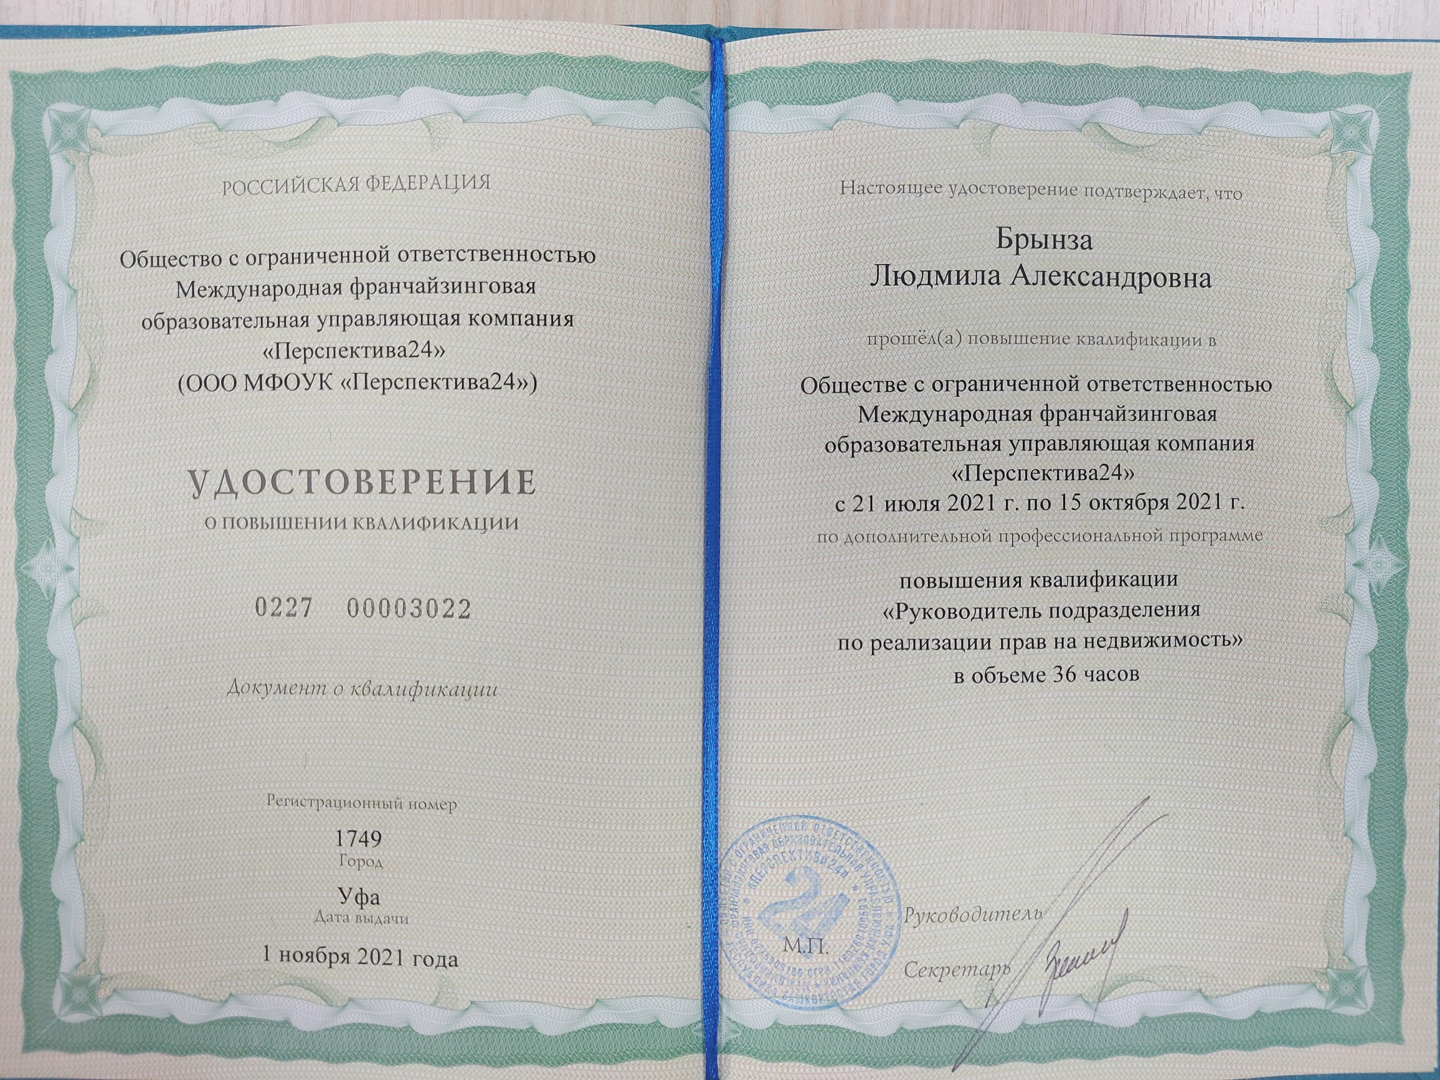 РОССИЙСКАЯ ФЕДЕРАЦИЯ
Общество с ограниченной ответственностью
Международная франчайзинговая
образовательная управляющая компания
«Перспектива24»
(ООО МФОУК «Перспектива24»)
УДОСТОВЕРЕНИЕ
О ПОВЫШЕНИИ КВАЛИФИКАЦИИ
0227 00003022
Документ о квалификации
Регистрационный номер
1749
Город
Уфа
Дата выдачи
1 ноября 2021 года
Настоящее удостоверение подтверждает, что
Брынза
Людмила Александровна
прошёл(а) повышение квалификации в
Обществе с ограниченной ответственностью
Международная франчайзинговая
образовательная управляющая компания
«Перспектива24»
с 21 июля 2021 г. по 15 октября 2021 г.
по дополнительной профессиональной программе
повышения квалификации
«Руководитель подразделения
по реализации прав на недвижимость»
в объеме 36 часов
«ПЕРСПЕКТИВА24»
24
М.П.
Руководитель
Секретарь